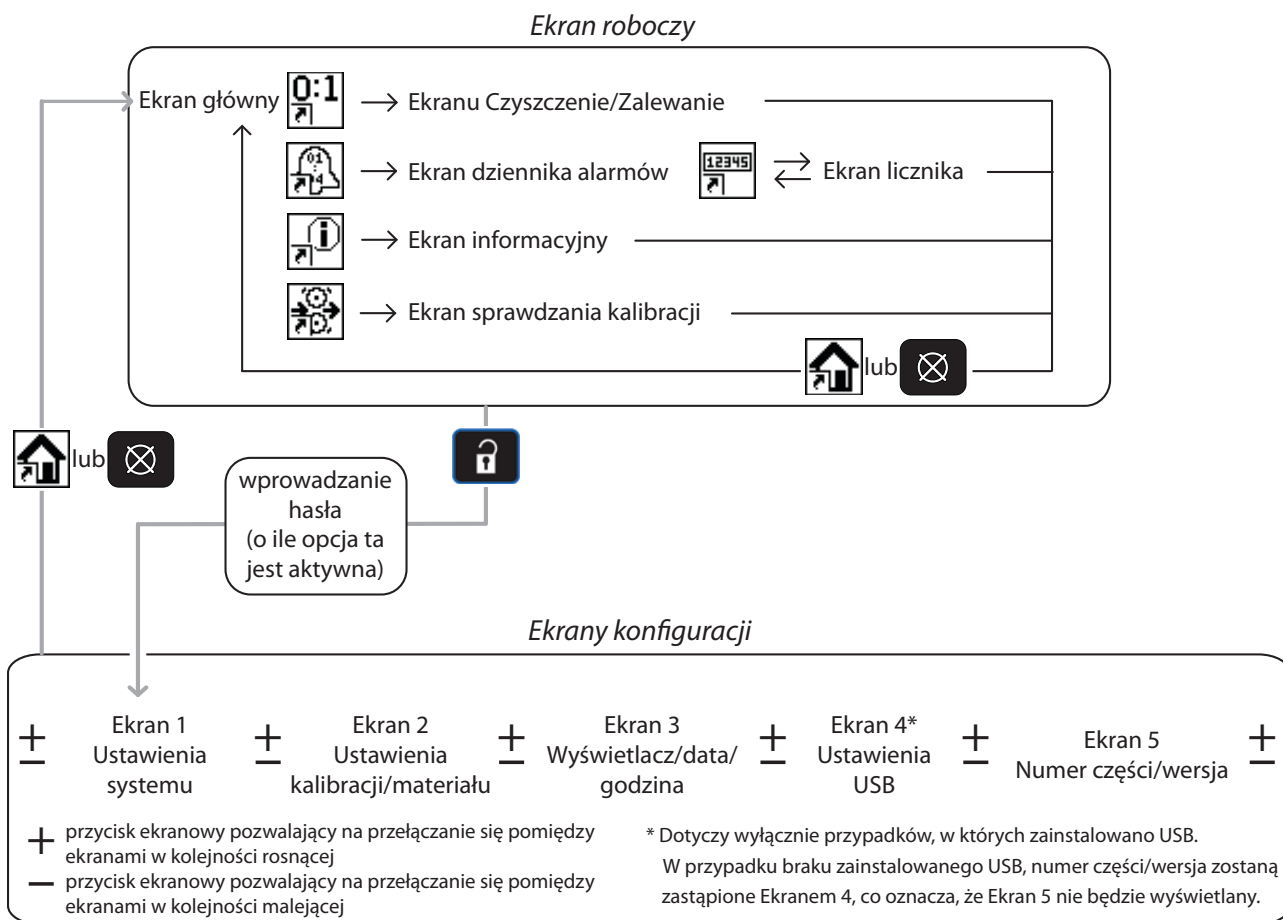 Ekran roboczy
Ekran główny
0:1
Ekranu Czyszczenie/Zalewanie
01
4
Ekran dziennika alarmów
12345
Ekran licznika
i
Ekran informacyjny
Ekran sprawdzania kalibracji
lub
lub
wprowadzanie
hasła
(o ile opcja ta
jest aktywna)
Ekrany konfiguracji
+
−
Ekran 1
Ustawienia
systemu
+
−
Ekran 2
Ustawienia
kalibracji/materiału
+
−
Ekran 3
Wyświetlacz/data/
godzina
+
−
Ekran 4*
Ustawienia
USB
+
−
Ekran 5
Numer części/wersja
+
−
+ przycisk ekranowy pozwalający na przełączanie się pomiędzy
ekranami w kolejności rosnącej
− przycisk ekranowy pozwalający na przełączanie się pomiędzy
ekranami w kolejności malejącej
* Dotyczy wyłącznie przypadków, w których zainstalowano USB.
W przypadku braku zainstalowanego USB, numer części/wersja zostaną
zastąpione Ekranem 4, co oznacza, że Ekran 5 nie będzie wyświetlany.